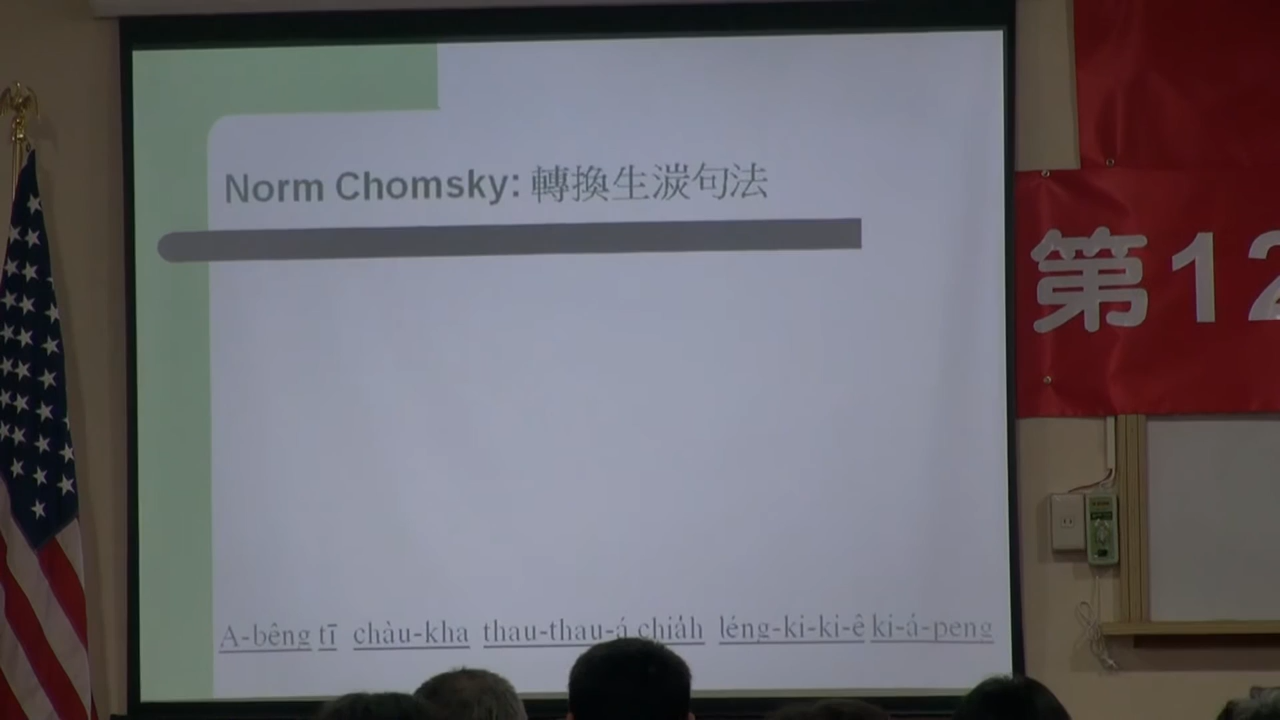 Norm Chomsky: 轉換生湠句法
A-bêng tī chàu-kha thau-thau-á chia̍h léng-ki-ki-ê ki-á-peng
第12